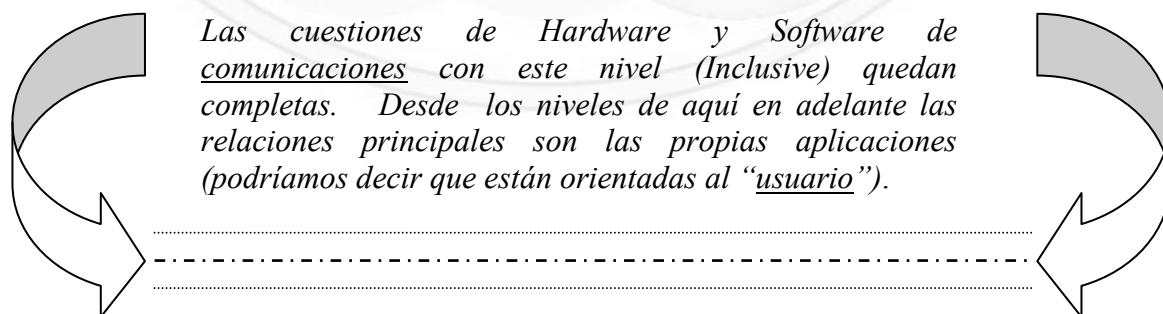 Las cuestiones de Hardware y Software de
comunicaciones con este nivel (Inclusive) quedan
completas. Desde los niveles de aquí en adelante las
relaciones principales son las propias aplicaciones
(podríamos decir que están orientadas al “usuario”).